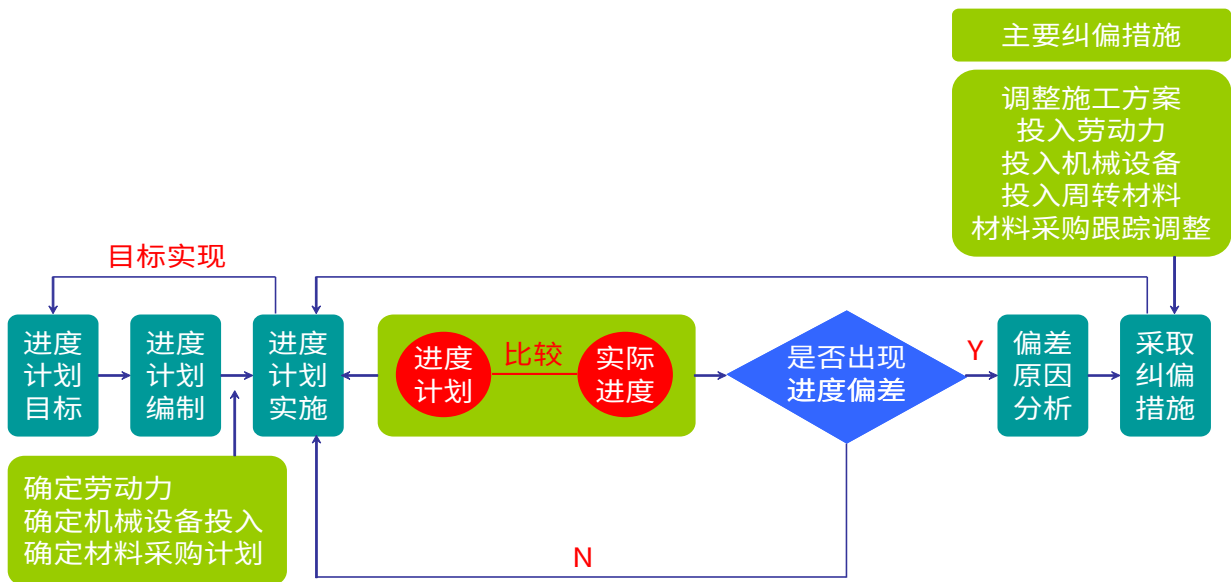 主要纠偏措施
调整施工方案
投入劳动力
投入机械设备
投入周转材料
材料采购跟踪调整
目标实现
进度
计划
目标
进度
计划
编制
进度
计划
实施
进度
计划
比较
实际
进度
是否出现
进度偏差
Y
偏差
原因
分析
采取
纠偏
措施
确定劳动力
确定机械设备投入
确定材料采购计划
N